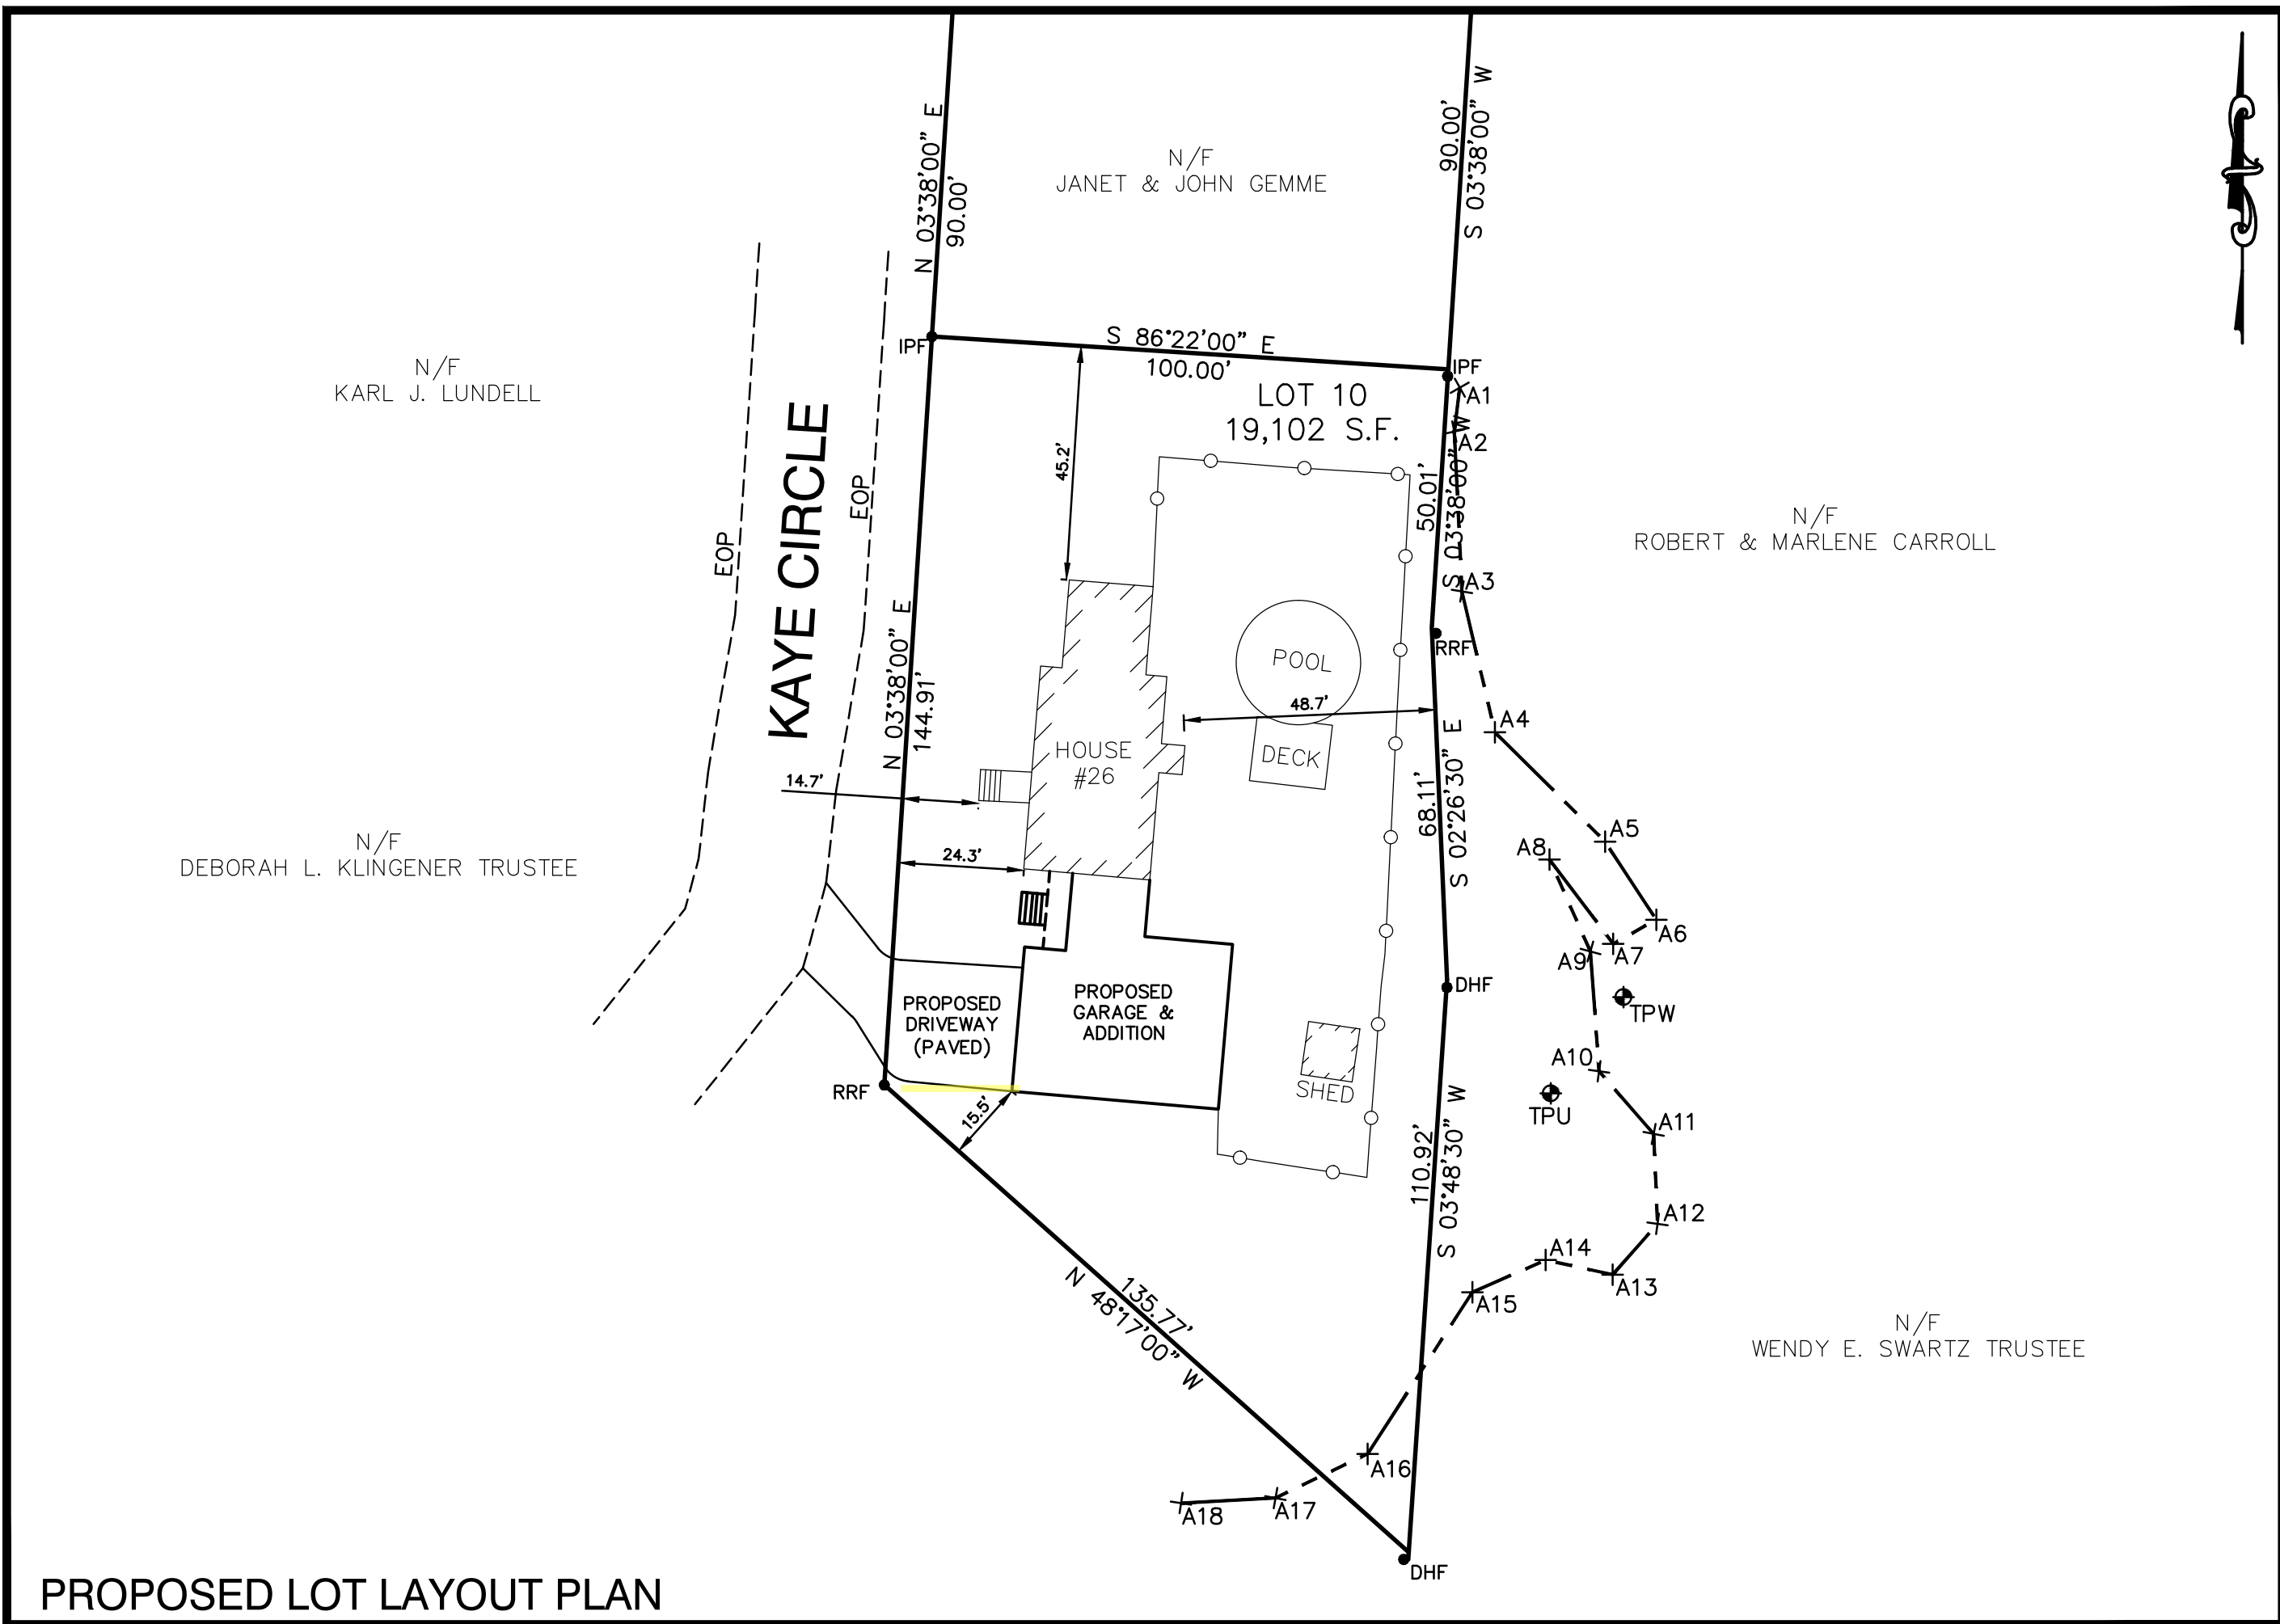 N 03°38'00" E
90.00'
N/F
JANET & JOHN GEMME
90.00'
S 03°38'00" W
N/F
KARL J. LUNDELL
IPF
S 86°22'00" E
100.00'
IPF
A1
LOT 10
19,102 S.F.
A2
45.2'
50.01'
S 03°38'00" W
KAYE CIRCLE
EOP
EOP
N/F
ROBERT & MARLENE CARROLL
A3
RRF
POOL
N 03°38'00" E
144.91'
48.7'
A4
HOUSE
#26
DECK
14.7'
68.11'
S 02°26'30" E
N/F
DEBORAH L. KLINGENER TRUSTEE
24.3'
A5
A8
A6
A7
A9
DHF
TPW
PROPOSED
DRIVEWAY
(PAVED)
PROPOSED
GARAGE &
ADDITION
A10
RRF
SHED
TPU
15.5'
A11
110.92'
S 03°48'30" W
A12
A14
A13
A15
135.77'
N 48°17'00" W
N/F
WENDY E. SWARTZ TRUSTEE
A16
A17
A18
DHF
PROPOSED LOT LAYOUT PLAN